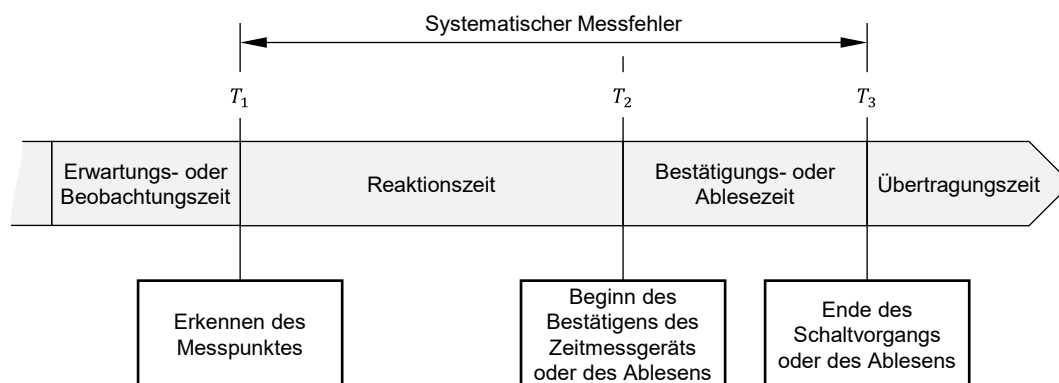 Systematischer Messfehler
T1
T2
T3
Erwartungs- oder
Beobachtungszeit
Reaktionszeit
Bestätigungs- oder
Ablesezeit
Übertragungszeit
Erkennen des
Messpunktes
Beginn des
Bestätigens des
Zeitmessgeräts
oder des Ablesens
Ende des
Schaltvorgangs
oder des Ablesens